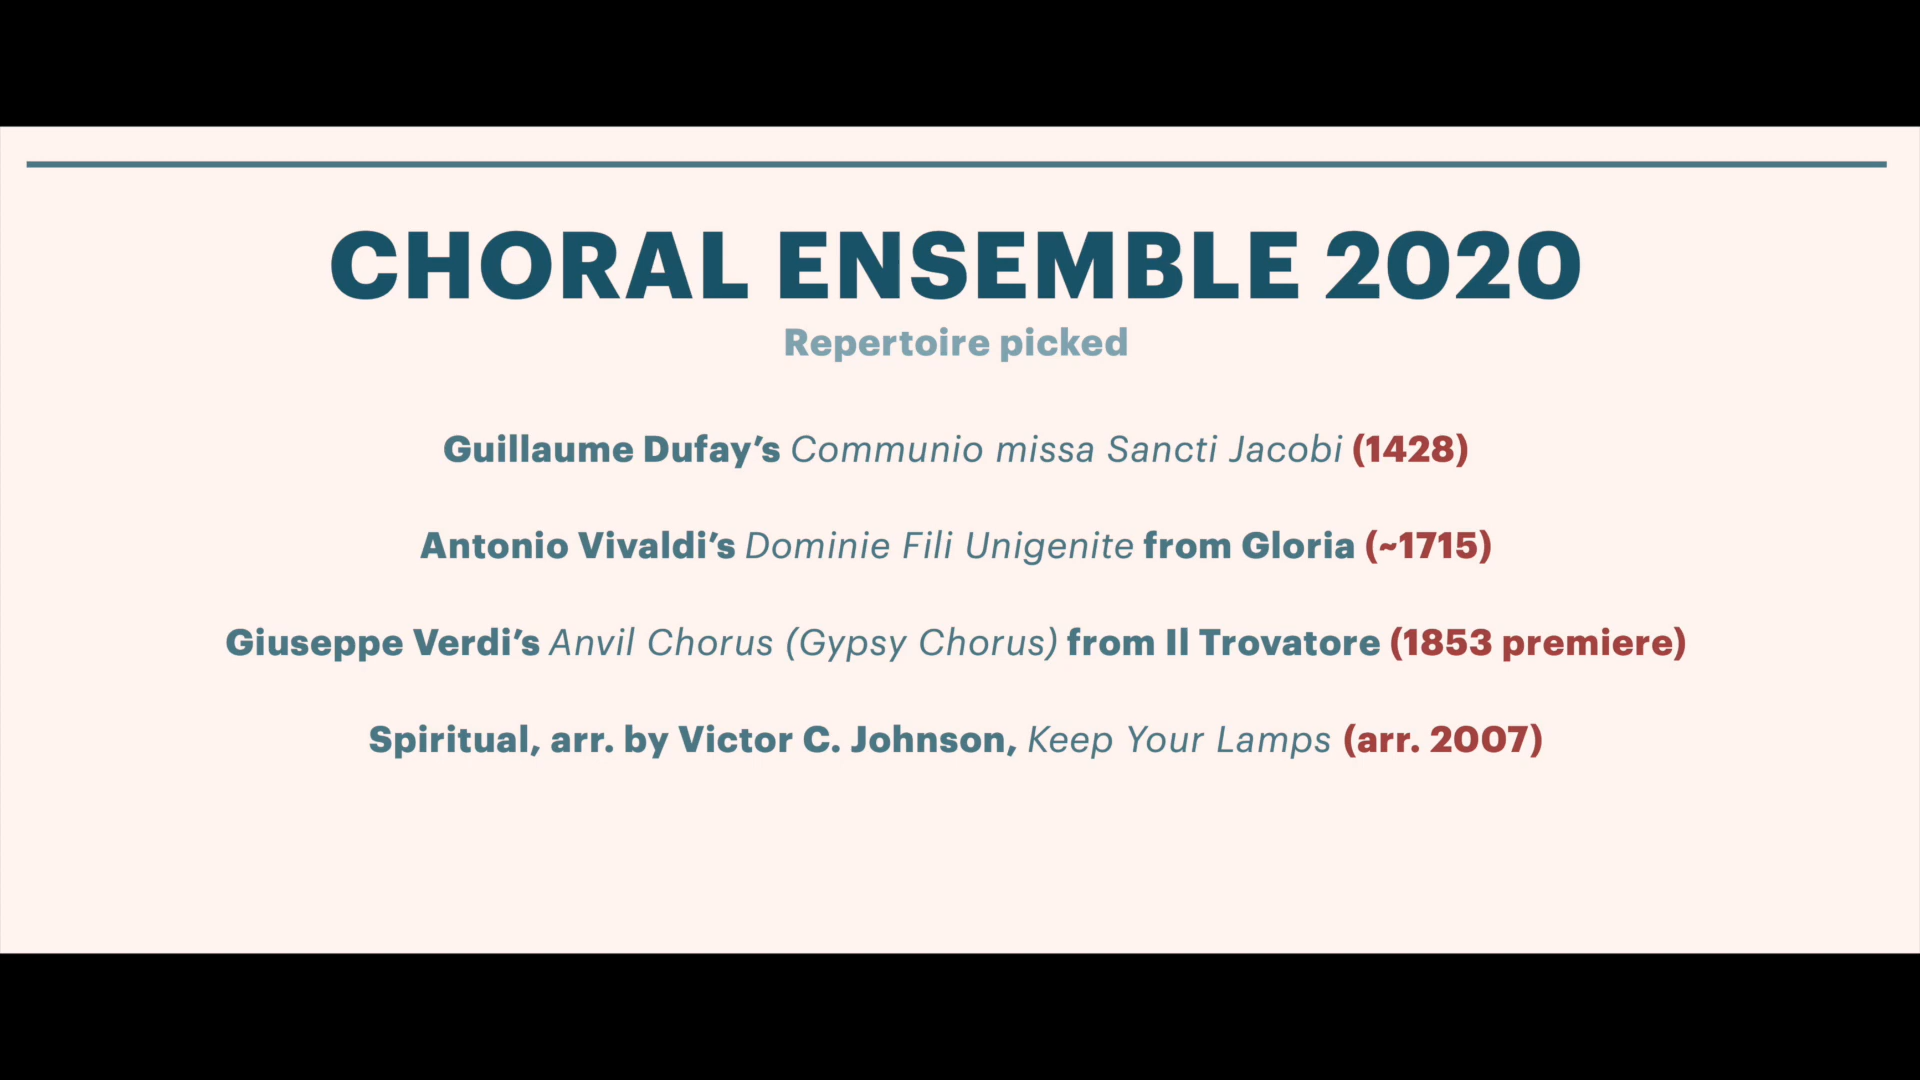 CHORAL ENSEMBLE 2020
Repertoire picked
Guillaume Dufay’s Communio missa Sancti Jacobi (1428)
Antonio Vivaldi’s Dominie Fili Unigenite from Gloria (~1715)
Giuseppe Verdi’s Anvil Chorus (Gypsy Chorus) from Il Trovatore (1853 premiere)
Spiritual, arr. by Victor C. Johnson, Keep Your Lamps (arr. 2007)